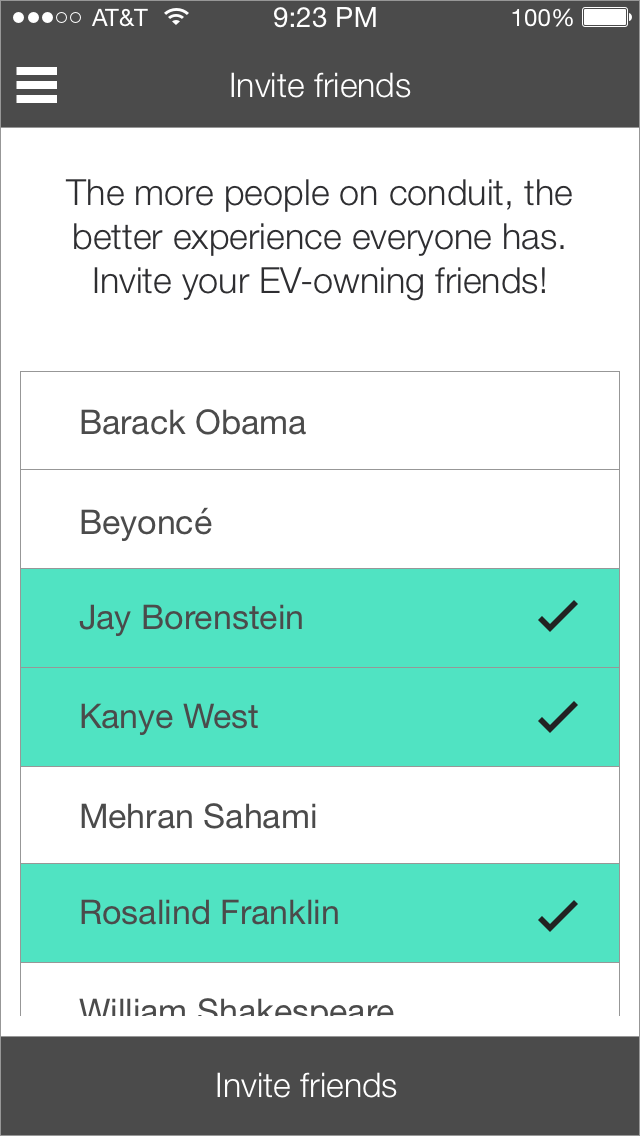 AT&T 9:23 PM 100%
Invite friends
The more people on conduit, the
better experience everyone has.
Invite your EV-owning friends!
Barack Obama
Beyoncé
Jay Borenstein
Kanye West
Mehran Sahami
Rosalind Franklin
William Shakespeare
Invite friends